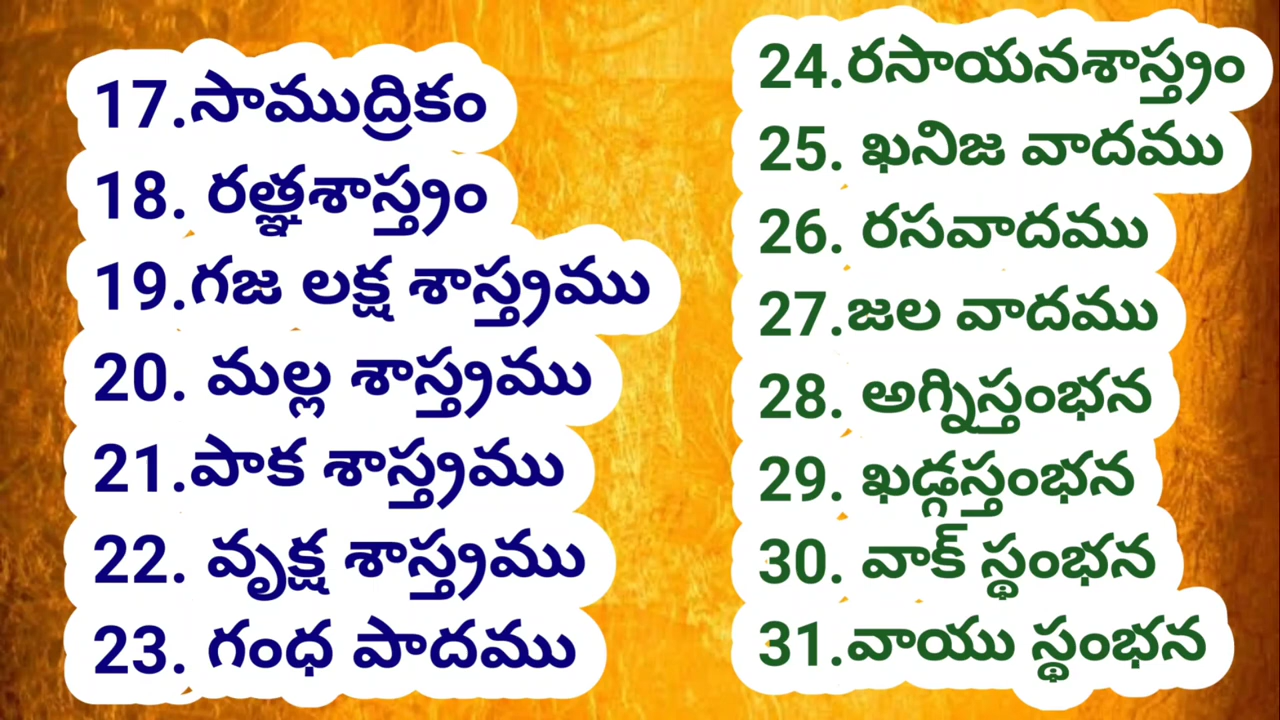 17.సాముద్రికం
18. రత్ఞశాస్త్రం
19.గజ లక్ష శాస్త్రము
20. మల్ల శాస్త్రము
21.పాక శాస్త్రము
22. వృక్ష శాస్త్రము
23. గంధ పాదము
24.రసాయనశాస్త్రం
25. ఖనిజ వాదము
26. రసవాదము
27.జల వాదము
28. అగ్నిస్తంభన
29. ఖడ్గస్తంభన
30. వాక్ స్థంభన
31.వాయు స్థంభన